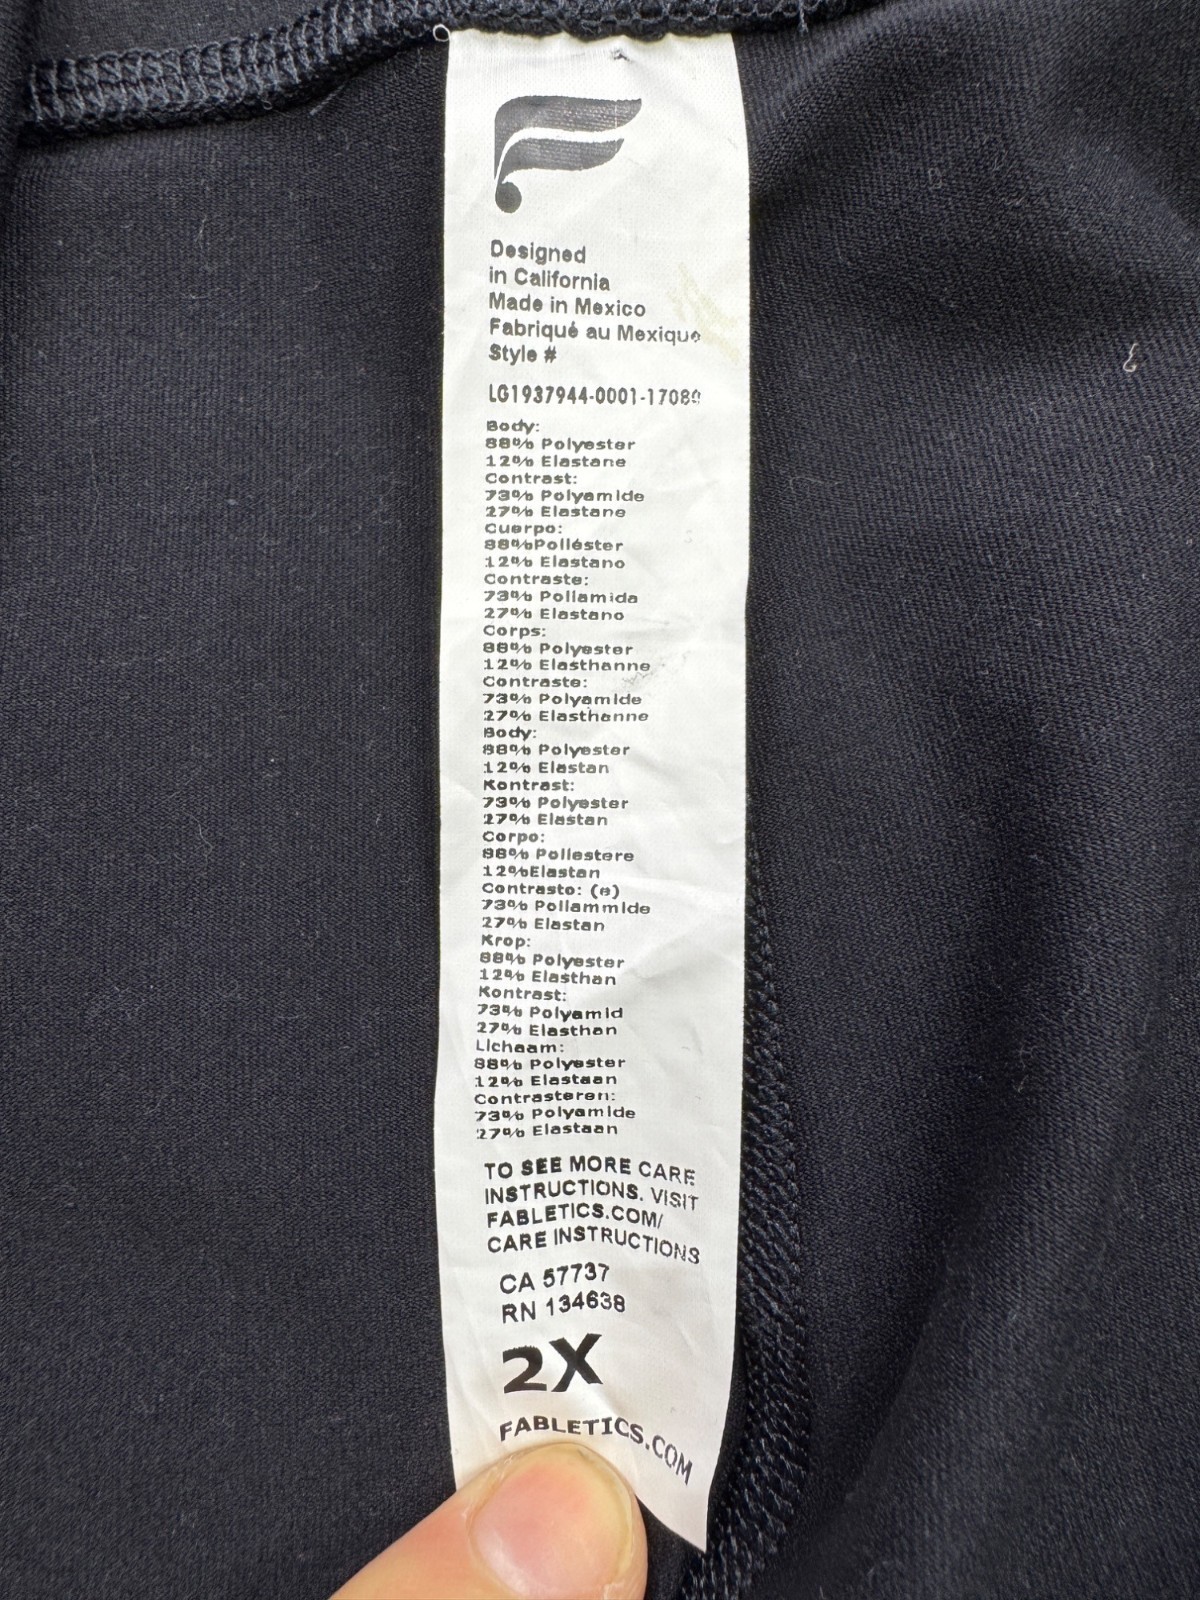 Designed
in California
Made in Mexico
Fabriqué au Mexique
Style #
LG1937944-0001-17089
Body:
88% Polyester
12% Elastane
Contrast:
73% Polyamide
27% Elastane
Cuerpo:
88%Poliéster
12% Elastano
Contraste:
73% Poliamida
27% Elastano
Corps:
88% Polyester
12% Elasthanne
Contraste:
73% Polyamide
27% Elasthanne
Body:
88% Polyester
12% Elastan
Kontrast:
73% Polyester
27% Elastan
Corpo:
88% Poliestere
12%Elastan
Contrasto: (e)
73% Poliammide
27% Elastan
Krop:
88% Polyester
12% Elasthan
Kontrast:
73% Polyamid
27% Elasthan
Lichaam:
88% Polyester
12% Elastaan
Contrasteren:
73% Polyamide
27% Elastaan
TO SEE MORE CARE
INSTRUCTIONS, VISIT
FABLETICS.COM/
CARE INSTRUCTIONS
CA 57737
RN 134638
2X
FABLETICS.COM